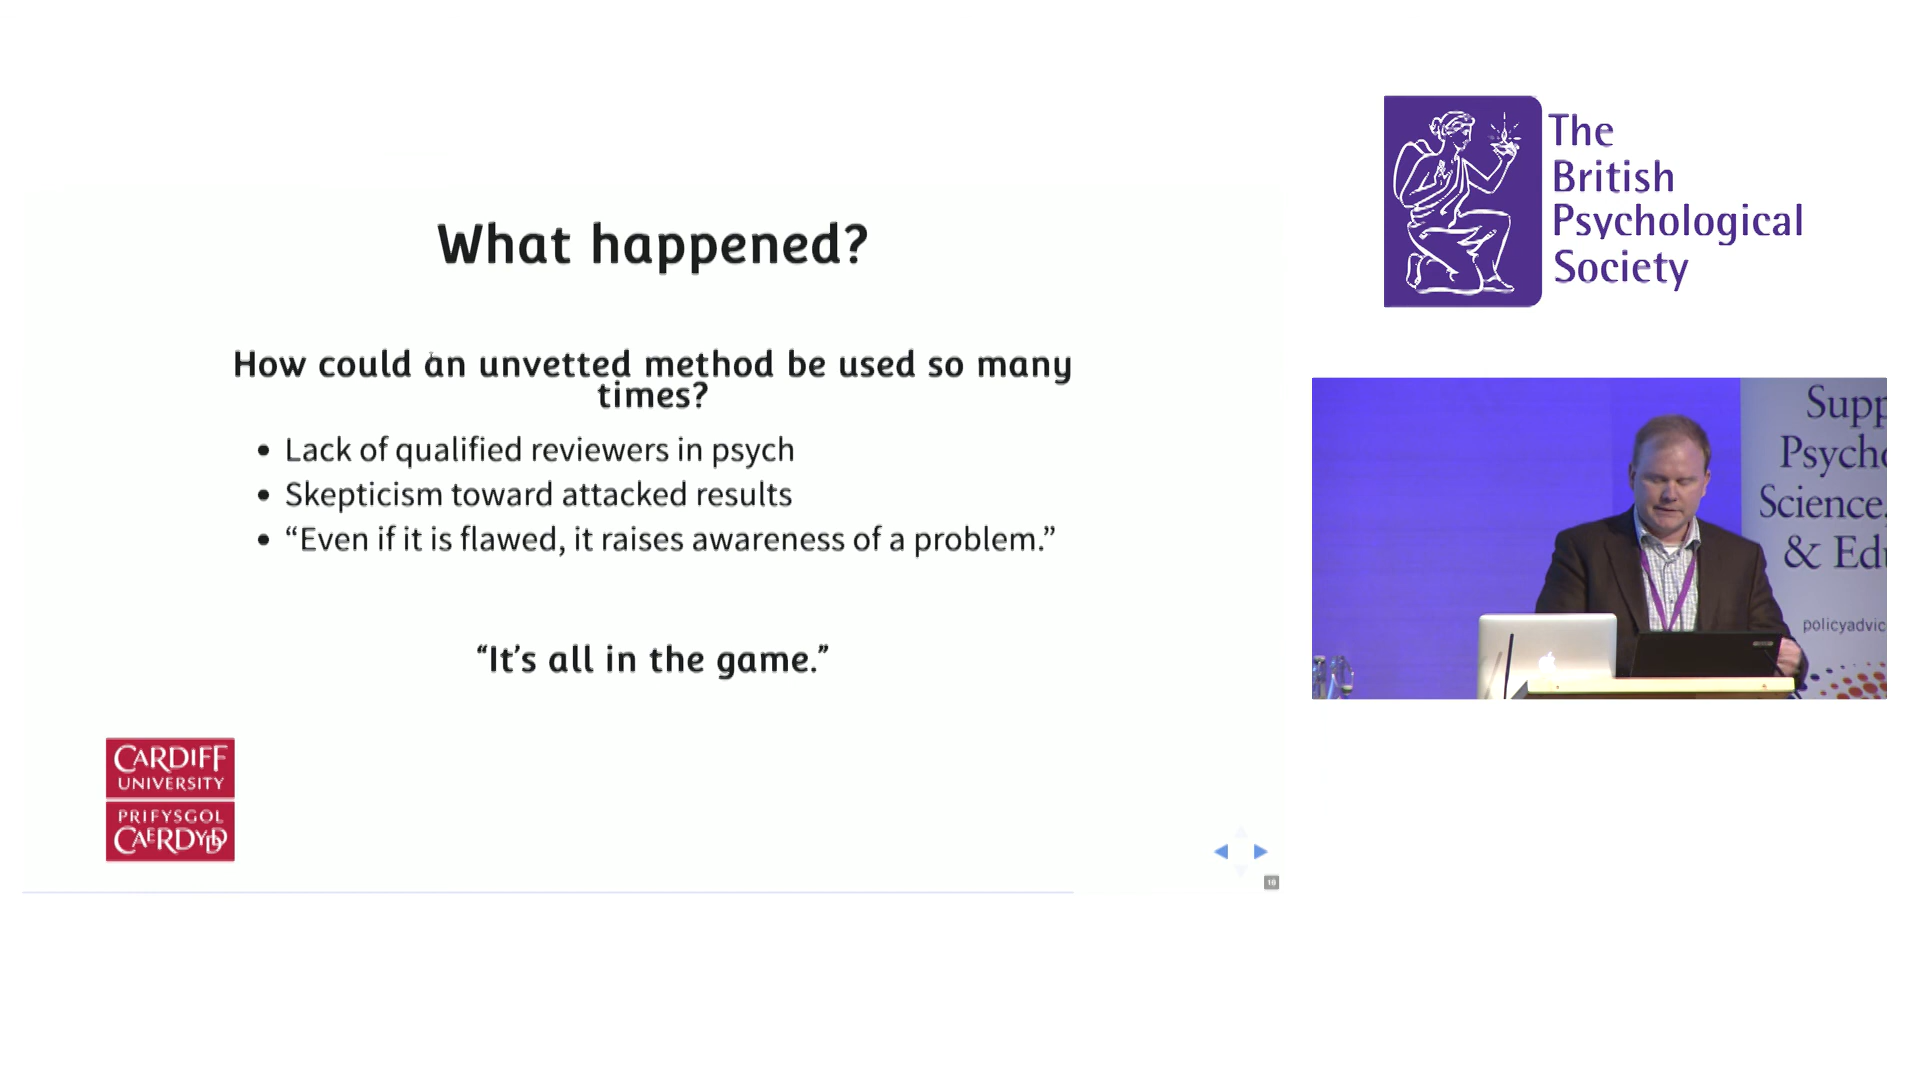 What happened?
How could an unvetted method be used so many
times?
• Lack of qualified reviewers in psych
• Skepticism toward attacked results
• “Even if it is flawed, it raises awareness of a problem.”
“It’s all in the game.”
CARDIFF
UNIVERSITY
PRIFYSGOL
CAERDYDD
18
The
British
Psychological
Society
Supp
Psycho
Science,
& Edu
policyadvic